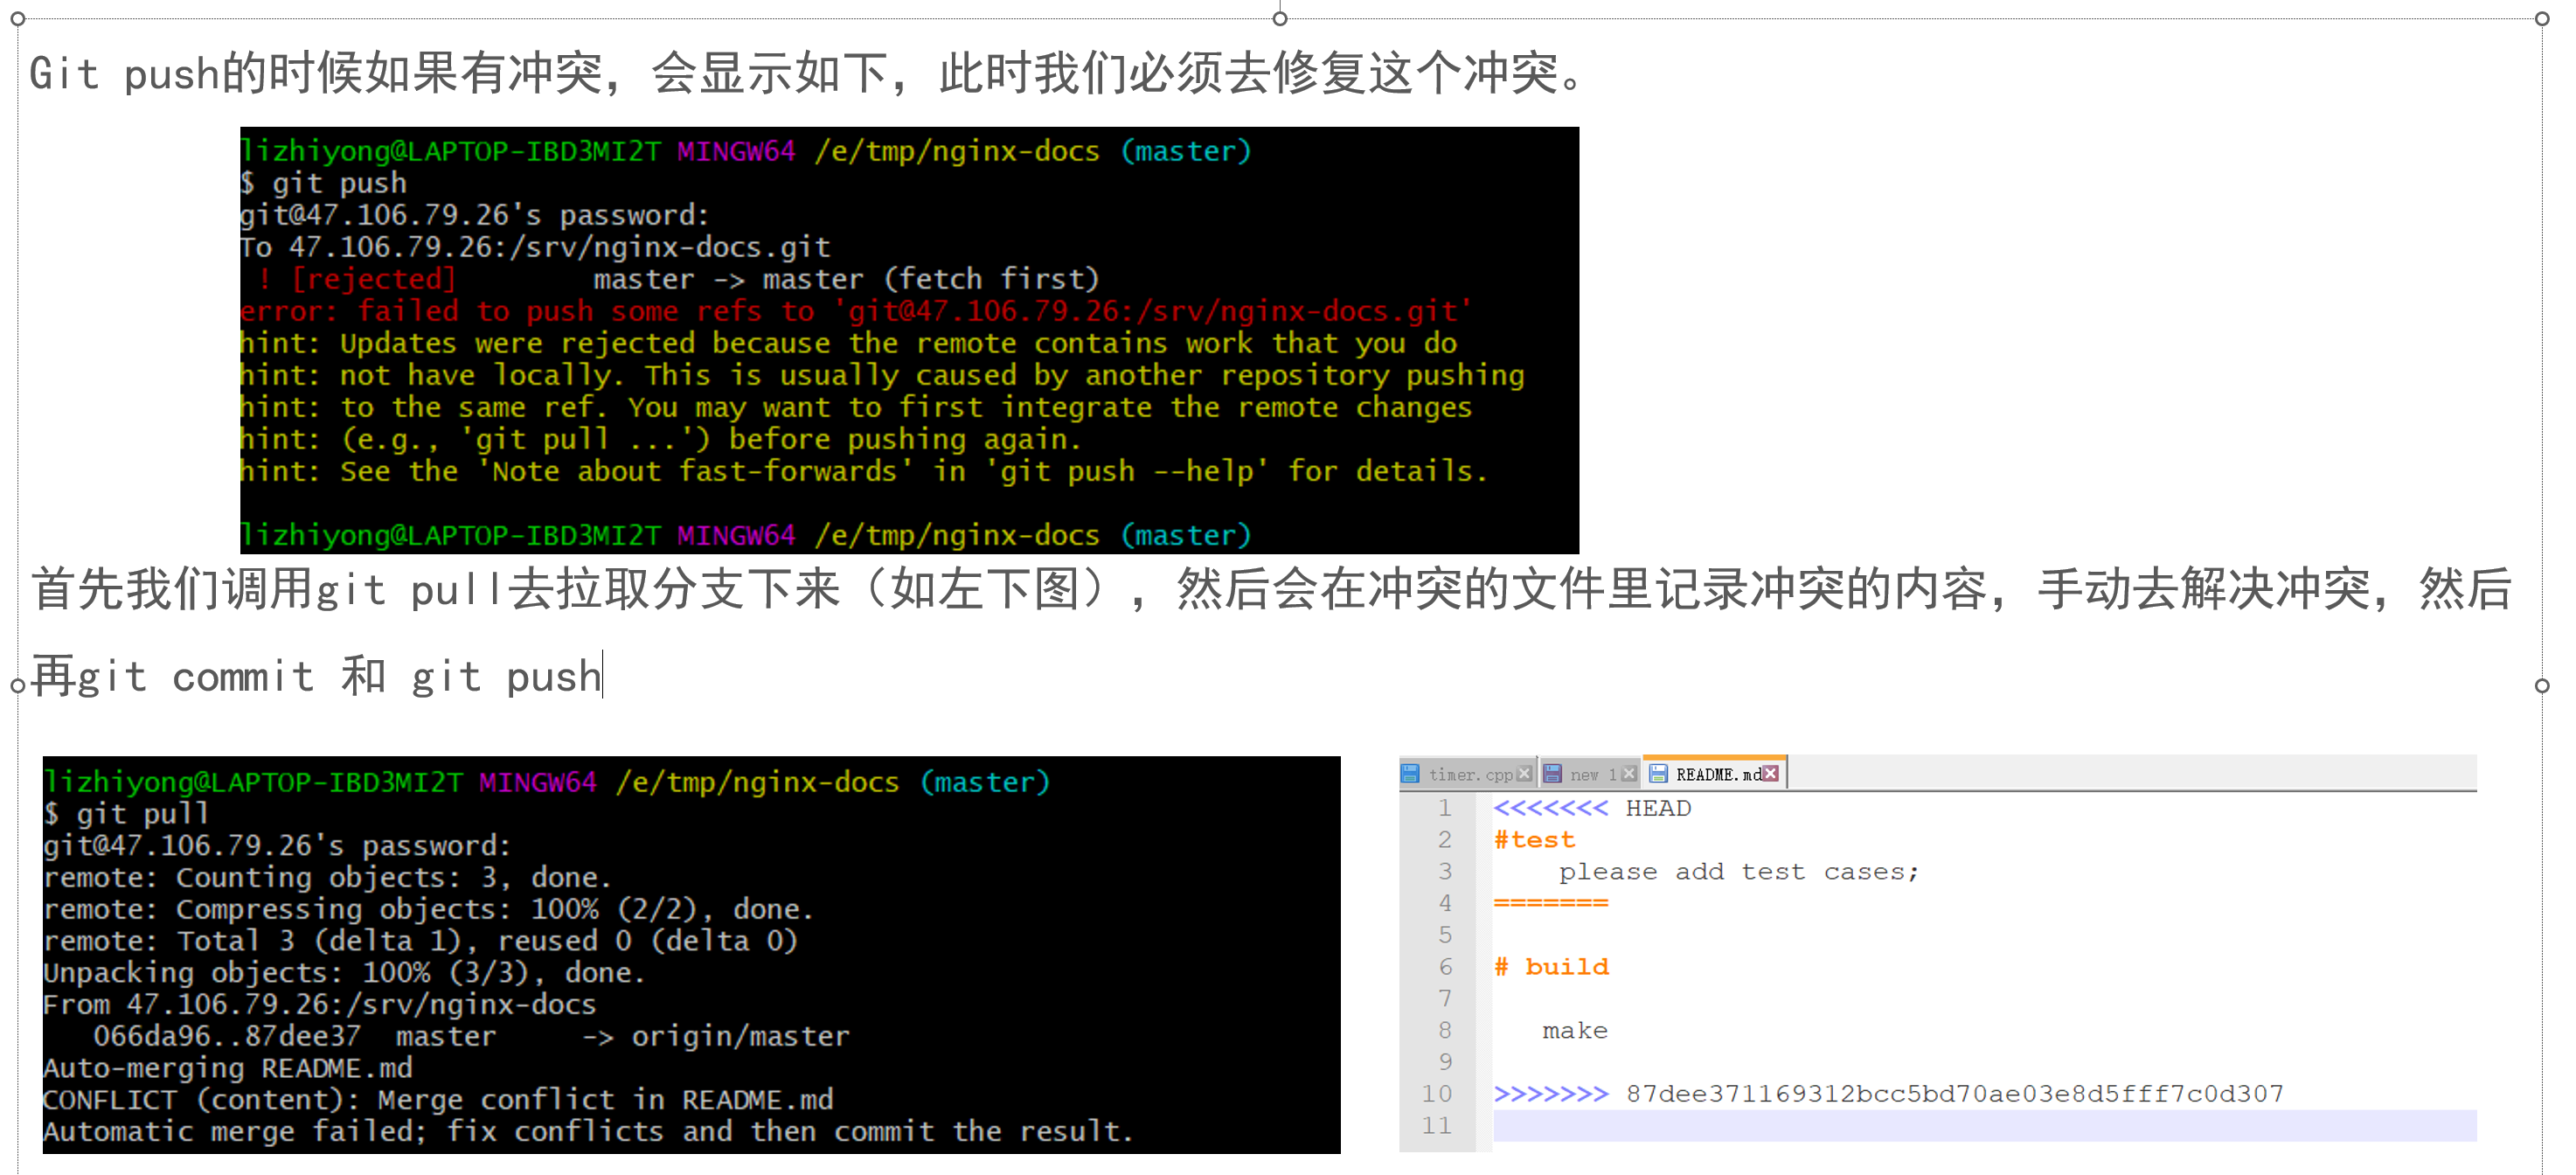 Git push的时候如果有冲突，会显示如下，此时我们必须去修复这个冲突。
lizhiyong@LAPTOP-IBD3MI2T MINGW64 /e/tmp/nginx-docs (master)
$ git push
git@47.106.79.26's password:
To 47.106.79.26:/srv/nginx-docs.git
 ! [rejected]        master -> master (fetch first)
error: failed to push some refs to 'git@47.106.79.26:/srv/nginx-docs.git'
hint: Updates were rejected because the remote contains work that you do
hint: not have locally. This is usually caused by another repository pushing
hint: to the same ref. You may want to first integrate the remote changes
hint: (e.g., 'git pull ...') before pushing again.
hint: See the 'Note about fast-forwards' in 'git push --help' for details.
lizhiyong@LAPTOP-IBD3MI2T MINGW64 /e/tmp/nginx-docs (master)
首先我们调用git pull去拉取分支下来（如左下图），然后会在冲突的文件里记录冲突的内容，手动去解决冲突，然后
再git commit 和 git push
lizhiyong@LAPTOP-IBD3MI2T MINGW64 /e/tmp/nginx-docs (master)
$ git pull
git@47.106.79.26's password:
remote: Counting objects: 3, done.
remote: Compressing objects: 100% (2/2), done.
remote: Total 3 (delta 1), reused 0 (delta 0)
Unpacking objects: 100% (3/3), done.
From 47.106.79.26:/srv/nginx-docs
   066da96..87dee37  master     -> origin/master
Auto-merging README.md
CONFLICT (content): Merge conflict in README.md
Automatic merge failed; fix conflicts and then commit the result.
timer.cpp new 1 README.md
1 <<<<<<< HEAD
2 #test
3     please add test cases;
4 =======
5
6 # build
7
8    make
9
10 >>>>>>> 87dee371169312bcc5bd70ae03e8d5fff7c0d307
11